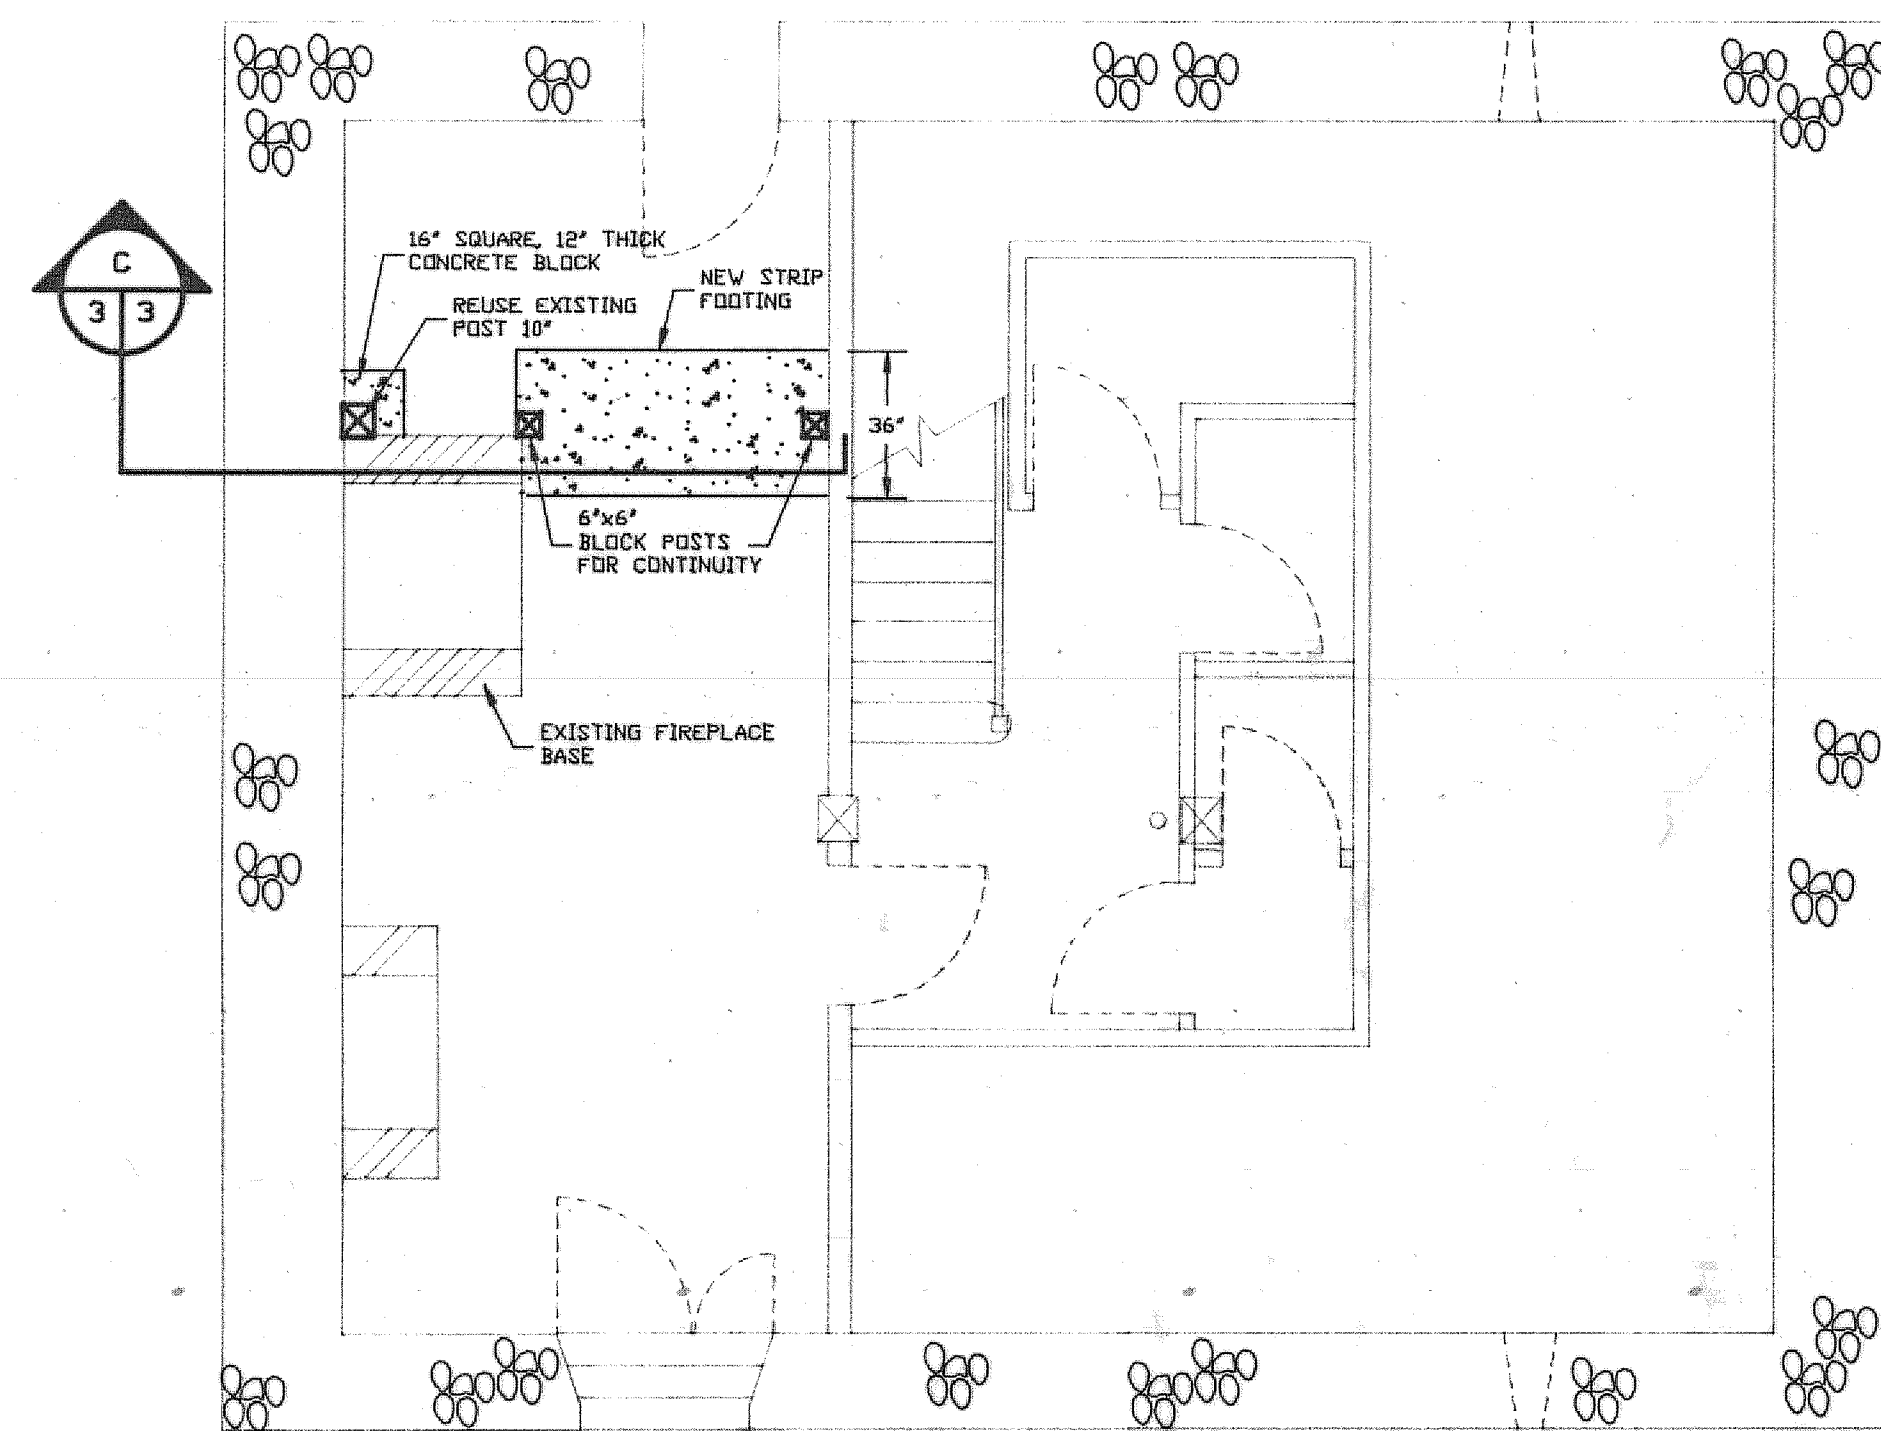 C
3 3
16" SQUARE, 12" THICK
CONCRETE BLOCK
REUSE EXISTING
POST 10"
NEW STRIP
FOOTING
36"
6"x6"
BLOCK POSTS
FOR CONTINUITY
EXISTING FIREPLACE
BASE